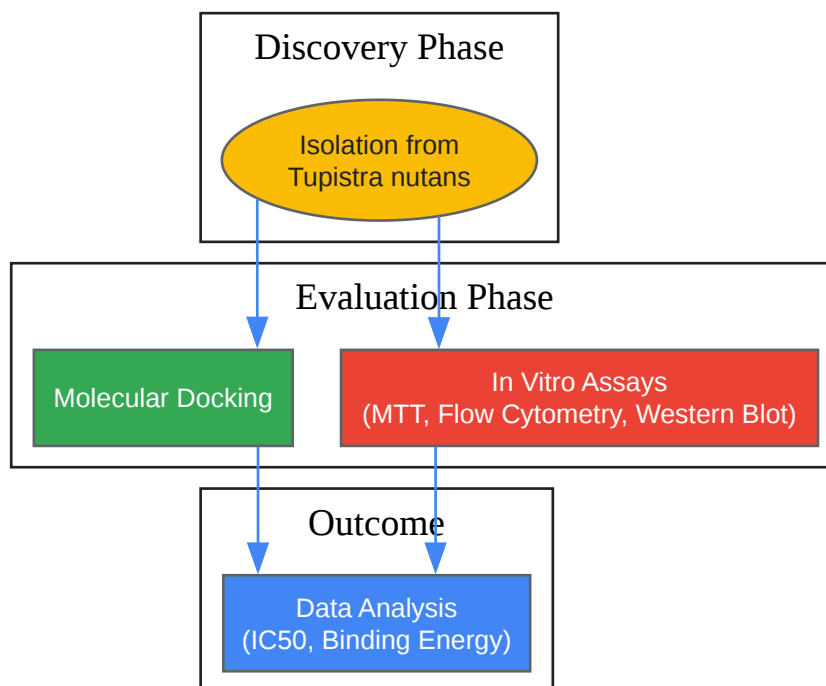 Discovery Phase
Isolation from
Tupistra nutans
Evaluation Phase
Molecular Docking
In Vitro Assays
(MTT, Flow Cytometry, Western Blot)
Outcome
Data Analysis
(IC50, Binding Energy)